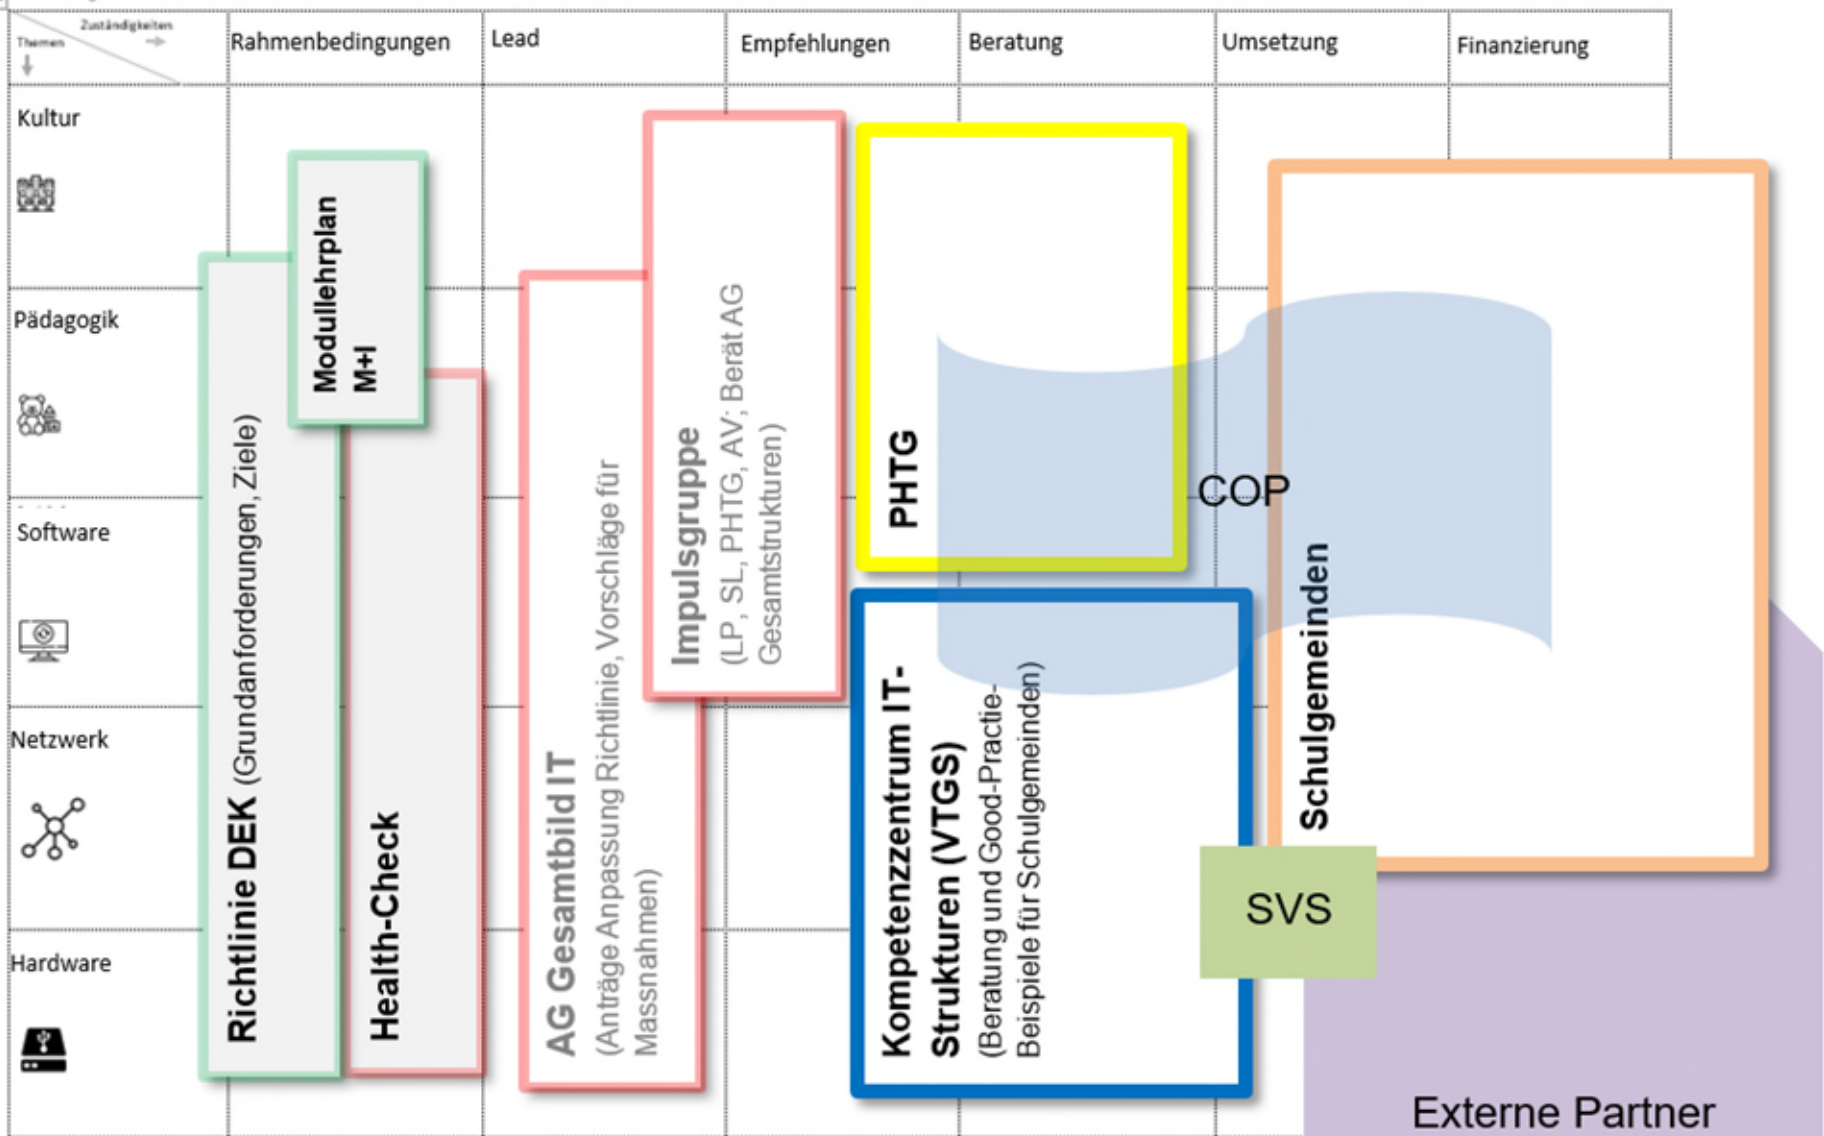 Zuständigkeiten
Themen
Rahmenbedingungen
Lead
Empfehlungen
Beratung
Umsetzung
Finanzierung
Kultur
Pädagogik
Software
Netzwerk
Hardware
Richtlinie DEK (Grundanforderungen, Ziele)
Modullehrplan
M+I
Health-Check
AG Gesamtbild IT
(Anträge Anpassung Richtlinie, Vorschläge für
Massnahmen)
Impulsgruppe
(LP, SL, PHTG, AV; Berät AG
Gesamtstrukturen)
PHTG
Kompetenzzentrum IT-
Strukturen (VTGS)
(Beratung und Good-Practie-
Beispiele für Schulgemeinden)
COP
Schulgemeinden
SVS
Externe Partner